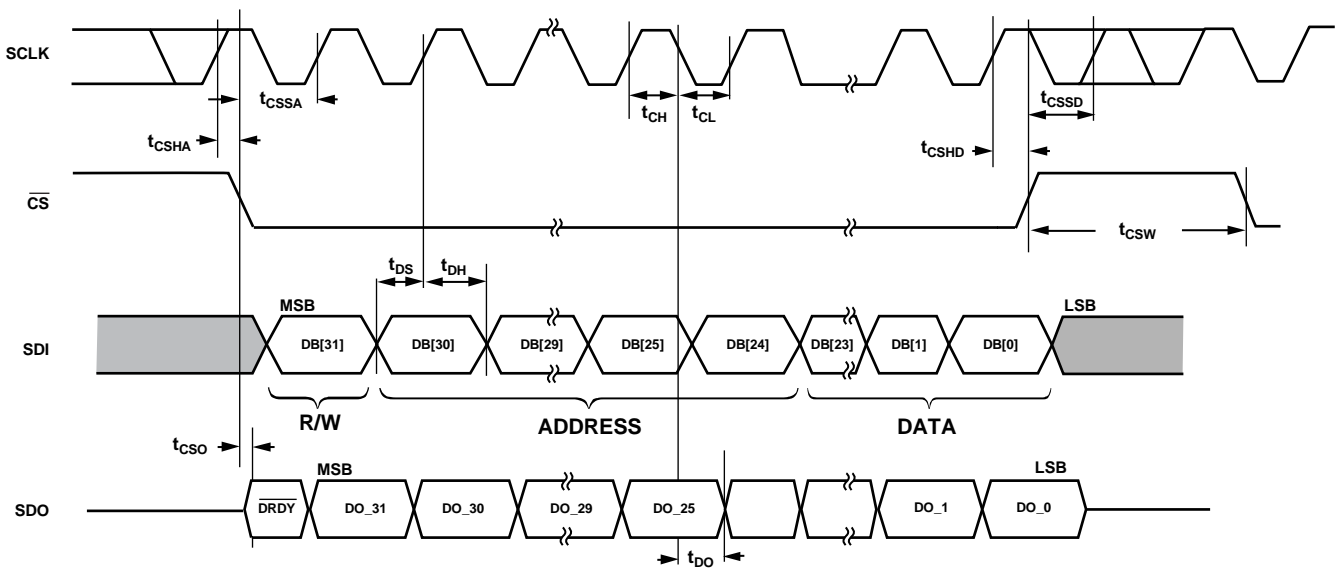 SCLK
tCSSA
tCH
tCL
tCSSD
tCSHA
tCSHD
CS
tCSW
tDS
tDH
MSB
LSB
SDI
DB[31]
DB[30]
DB[29]
DB[25]
DB[24]
DB[23]
DB[1]
DB[0]
R/W
ADDRESS
DATA
tCSO
MSB
LSB
SDO
DRDY
DO_31
DO_30
DO_29
DO_25
DO_1
DO_0
tDO